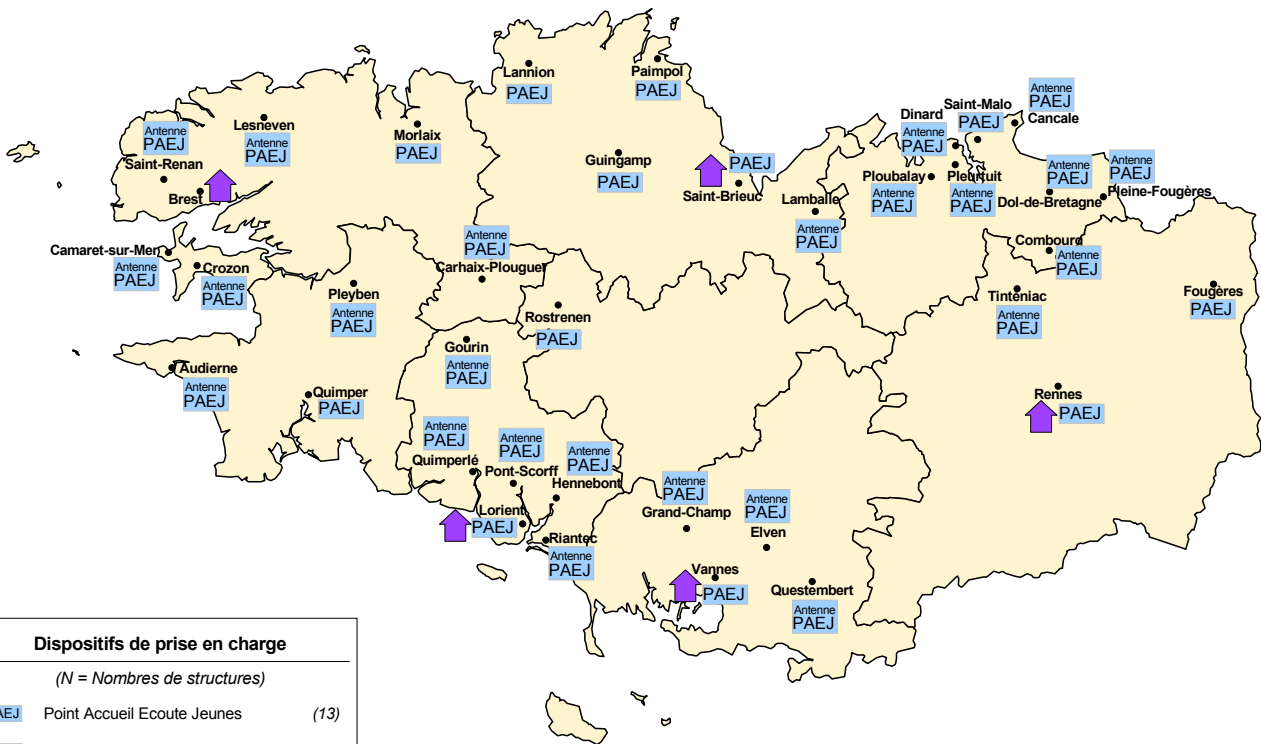 Lannion
PAEJ
Paimpol
PAEJ
Antenne
PAEJ
Cancale
Saint-Malo
PAEJ
Dinard
Antenne
PAEJ
Lesneven
Antenne
PAEJ
Antenne
PAEJ
Saint-Renan
Brest
Morlaix
PAEJ
Guingamp
PAEJ
PAEJ
Saint-Brieuc
Lamballe
Antenne
PAEJ
Ploubalay
Antenne
PAEJ
Pleurtuit
Antenne
PAEJ
Antenne
PAEJ
Dol-de-Bretagne
Antenne
PAEJ
Pleine-Fougères
Combourg
Antenne
PAEJ
Camaret-sur-Mer
Antenne
PAEJ
Crozon
Antenne
PAEJ
Pleyben
Antenne
PAEJ
Antenne
PAEJ
Carhaix-Plouguer
Rostrenen
PAEJ
Tinténiac
Antenne
PAEJ
Fougères
PAEJ
Gourin
Antenne
PAEJ
Audierne
Antenne
PAEJ
Quimper
PAEJ
Rennes
PAEJ
Antenne
PAEJ
Quimperlé
Antenne
PAEJ
Pont-Scorff
Antenne
PAEJ
Hennebont
Lorient
PAEJ
Riantec
Antenne
PAEJ
Antenne
PAEJ
Grand-Champ
Antenne
PAEJ
Elven
Vannes
PAEJ
Questembert
Antenne
PAEJ
Dispositifs de prise en charge
(N = Nombres de structures)
AEJ Point Accueil Ecoute Jeunes (13)